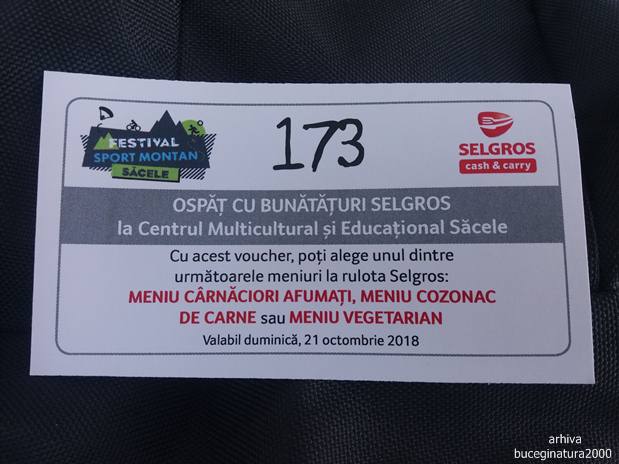 FESTIVAL
SPORT MONTAN
SĂCELE
173
SELGROS
cash & carry
OSPĂȚ CU BUNĂTĂȚURI SELGROS
la Centrul Multicultural și Educațional Săcele
Cu acest voucher, poți alege unul dintre
următoarele meniuri la rulota Selgros:
MENIU CÂRNĂCIORI AFUMAȚI, MENIU COZONAC
DE CARNE sau MENIU VEGETARIAN
Valabil duminică, 21 octombrie 2018
arhiva
buceginatura2000